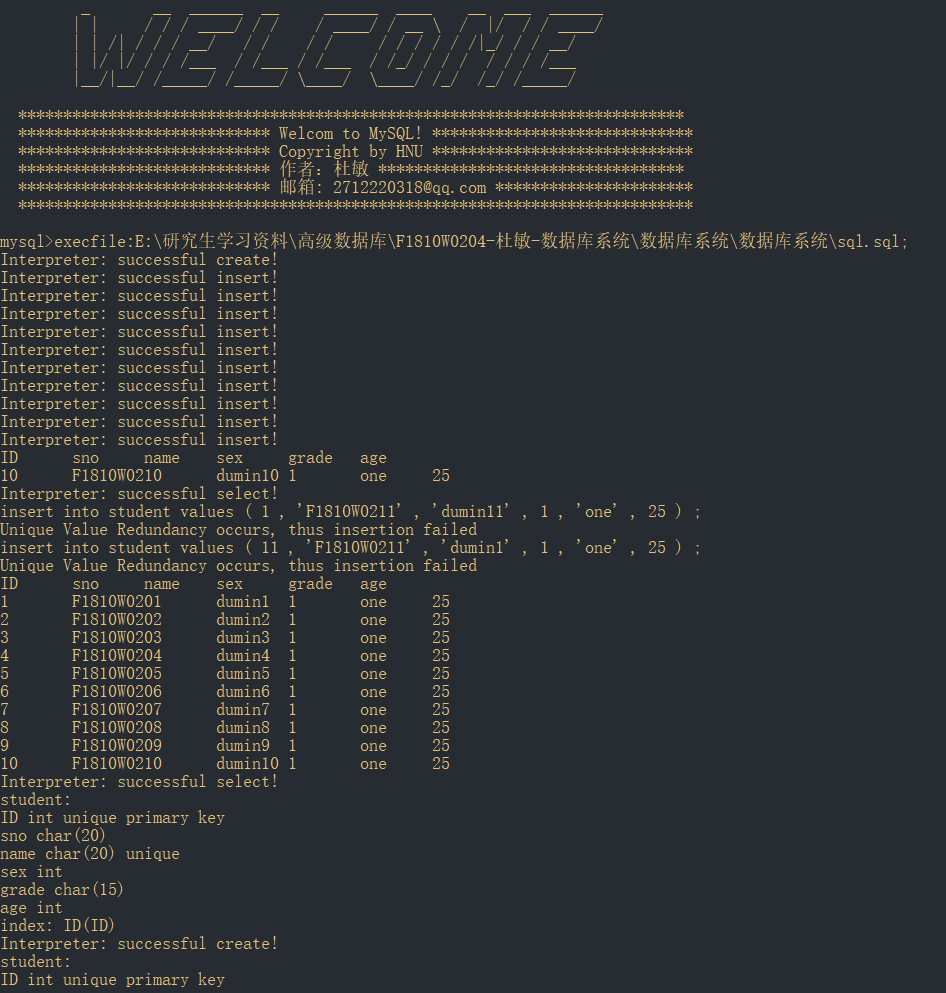 WELCOME
**************************************************************************
**************************** Welcom to MySQL! *****************************
**************************** Copyright by HNU *****************************
**************************** 作者: 杜敏 **********************************
**************************** 邮箱: 2712220318@qq.com **********************
***************************************************************************
mysql>execfile:E:\研究生学习资料\高级数据库\F1810W0204-杜敏-数据库系统\数据库系统\数据库系统\sql.sql;
Interpreter: successful create!
Interpreter: successful insert!
Interpreter: successful insert!
Interpreter: successful insert!
Interpreter: successful insert!
Interpreter: successful insert!
Interpreter: successful insert!
Interpreter: successful insert!
Interpreter: successful insert!
Interpreter: successful insert!
Interpreter: successful insert!
ID sno name sex grade age
10 F1810W0210 dumin10 1 one 25
Interpreter: successful select!
insert into student values ( 1 , 'F1810W0211' , 'dumin11' , 1 , 'one' , 25 ) ;
Unique Value Redundancy occurs, thus insertion failed
insert into student values ( 11 , 'F1810W0211' , 'dumin1' , 1 , 'one' , 25 ) ;
Unique Value Redundancy occurs, thus insertion failed
ID sno name sex grade age
1 F1810W0201 dumin1 1 one 25
2 F1810W0202 dumin2 1 one 25
3 F1810W0203 dumin3 1 one 25
4 F1810W0204 dumin4 1 one 25
5 F1810W0205 dumin5 1 one 25
6 F1810W0206 dumin6 1 one 25
7 F1810W0207 dumin7 1 one 25
8 F1810W0208 dumin8 1 one 25
9 F1810W0209 dumin9 1 one 25
10 F1810W0210 dumin10 1 one 25
Interpreter: successful select!
student:
ID int unique primary key
sno char(20)
name char(20) unique
sex int
grade char(15)
age int
index: ID(ID)
Interpreter: successful create!
student:
ID int unique primary key